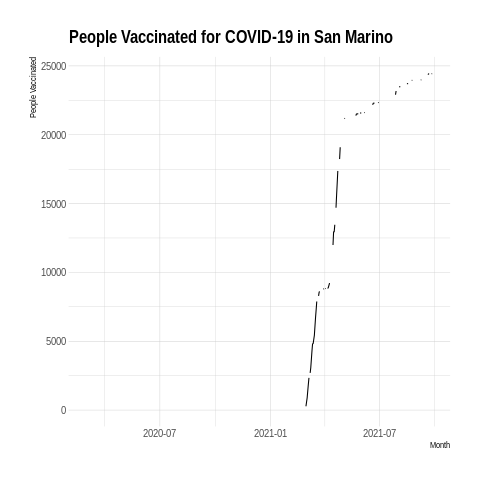 People Vaccinated for COVID-19 in San Marino
People Vaccinated
25000
20000
15000
10000
5000
0
2020-07 2021-01 2021-07
Month